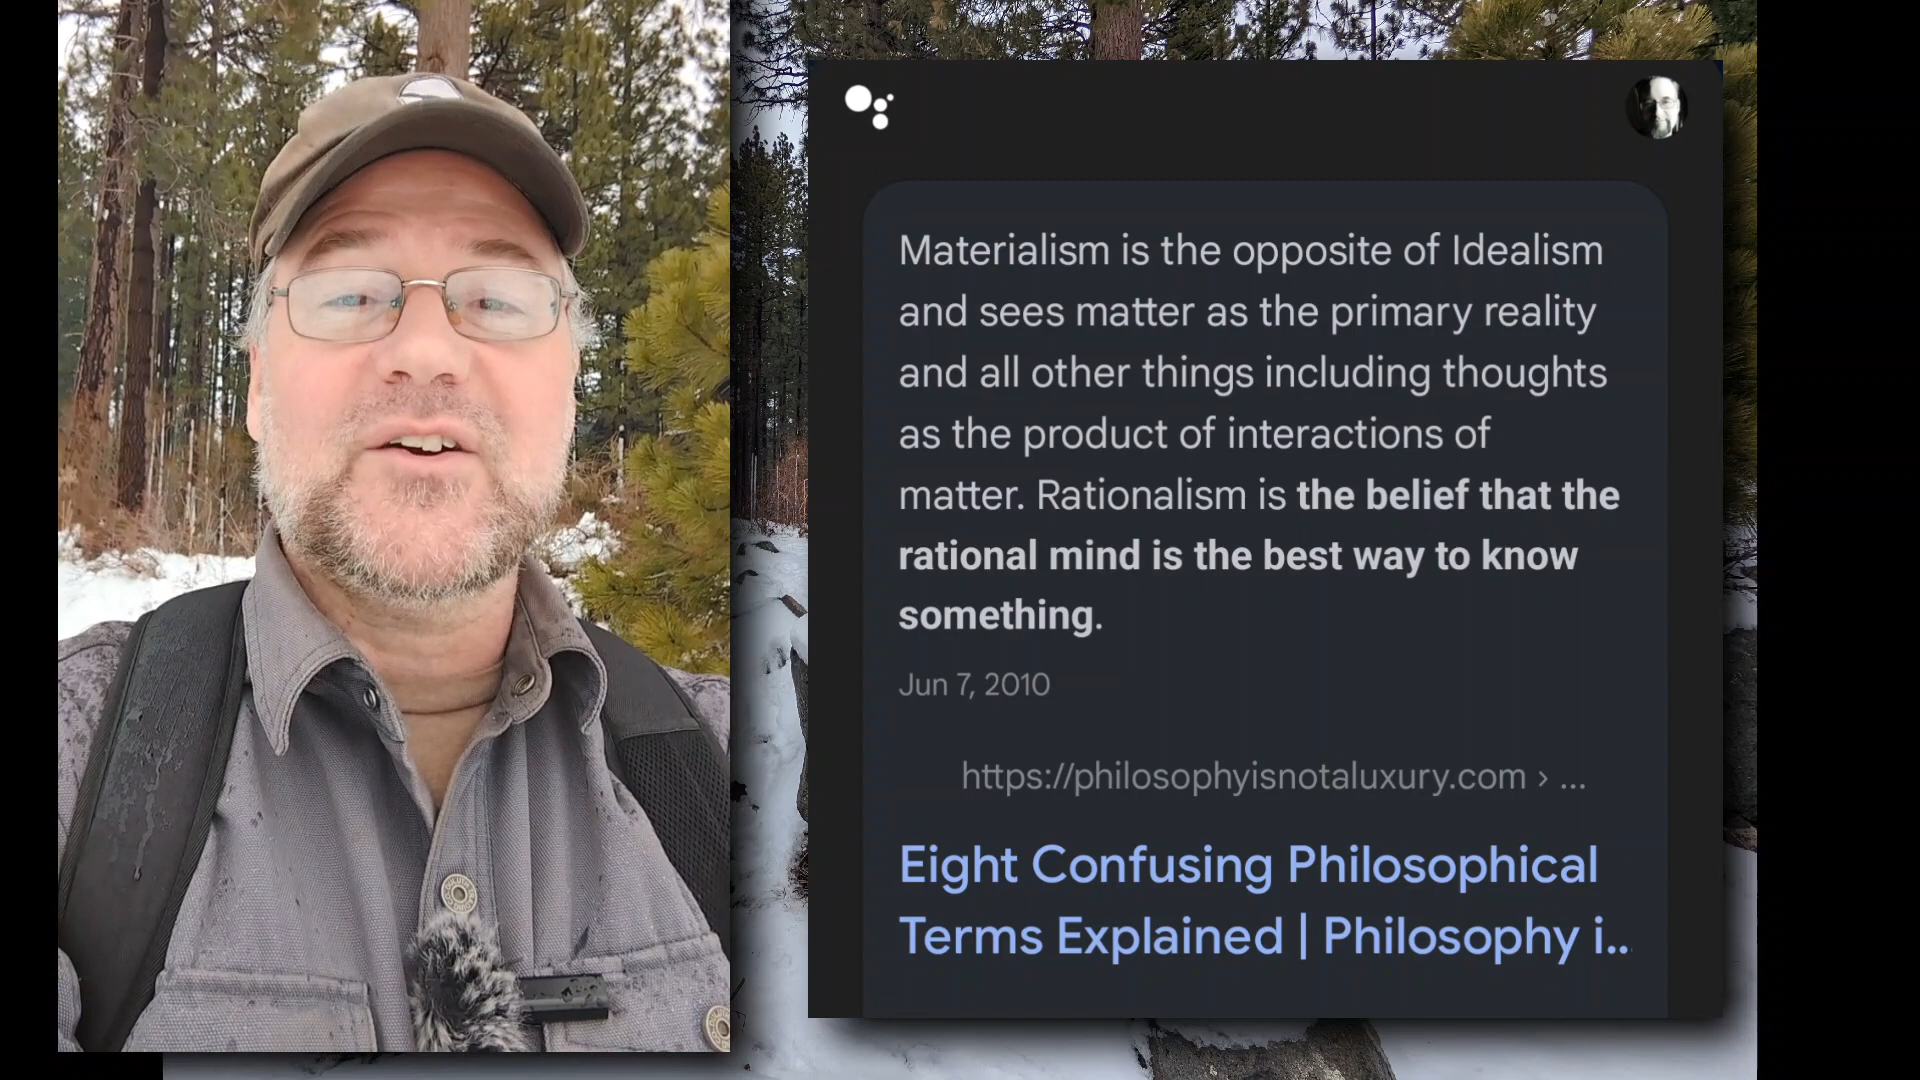 Materialism is the opposite of Idealism
and sees matter as the primary reality
and all other things including thoughts
as the product of interactions of
matter. Rationalism is the belief that the
rational mind is the best way to know
something.
Jun 7, 2010
https://philosophyisnotaluxury.com › ...
Eight Confusing Philosophical
Terms Explained | Philosophy i...